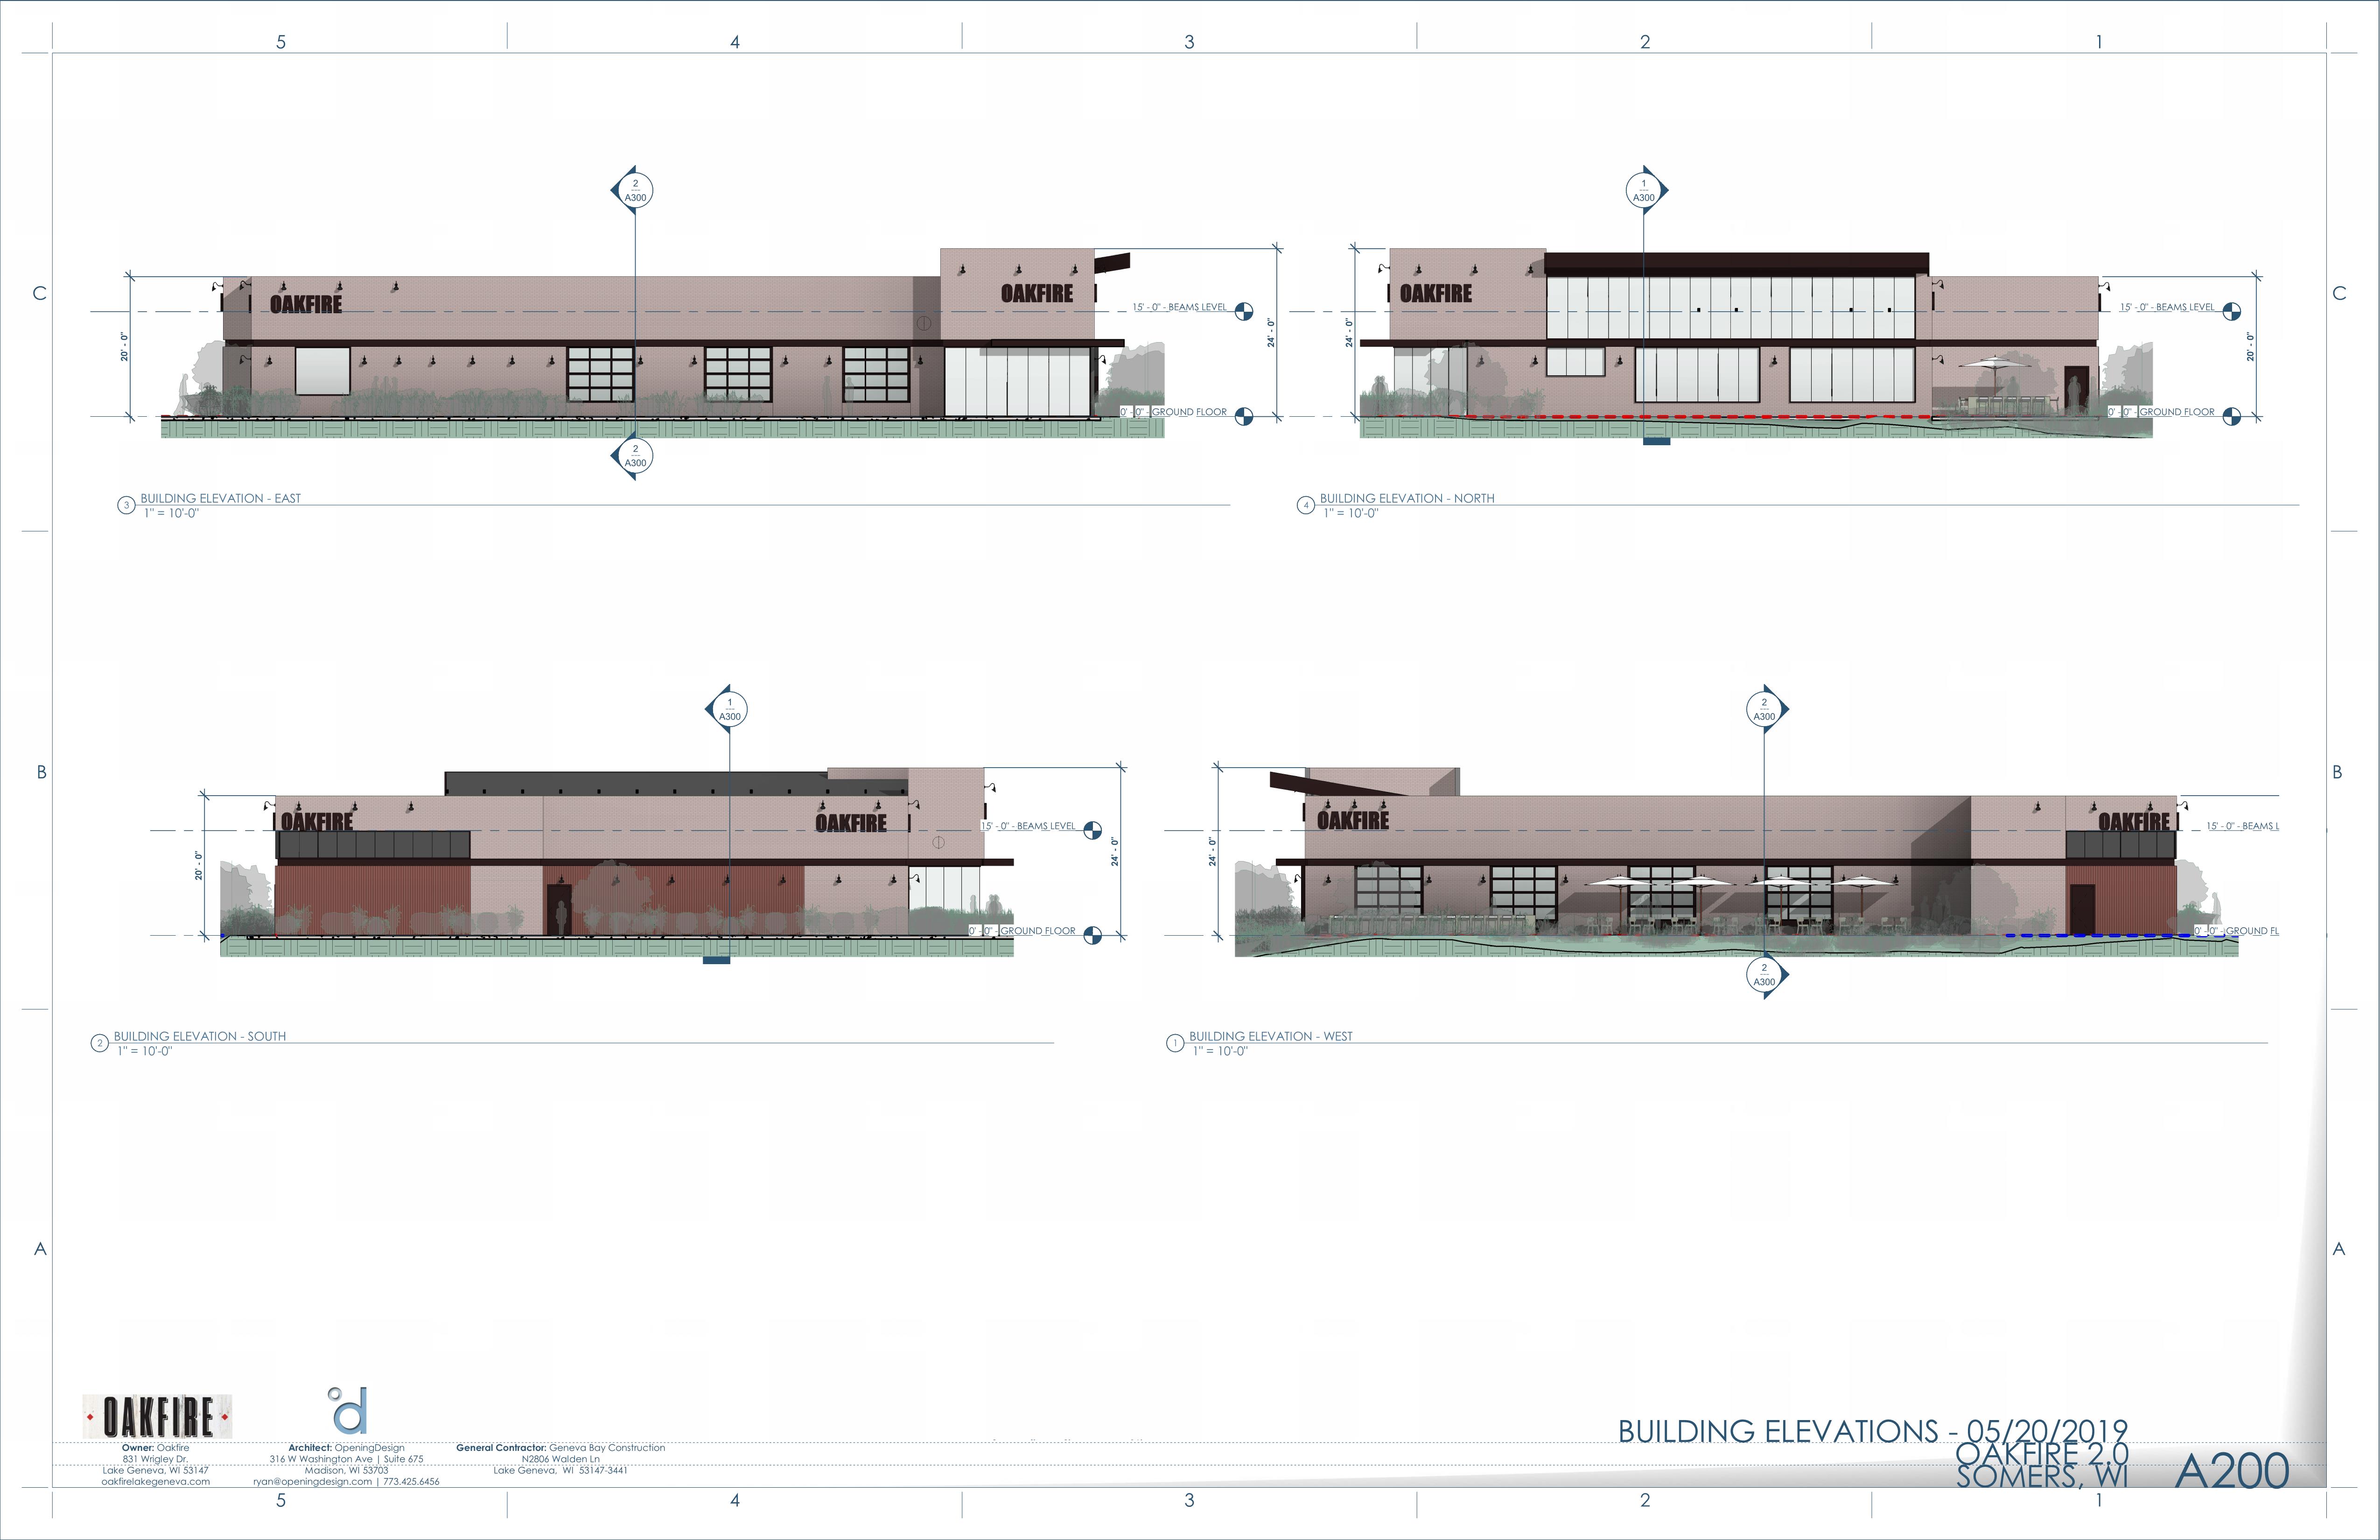 5 4 3 2 1
C C
2
---
A300
1
---
A300
OAKFIRE
OAKFIRE
20' - 0"
24' - 0"
15' - 0" - BEAMS LEVEL
0' - 0" - GROUND FLOOR
2
---
A300
3 BUILDING ELEVATION - EAST
1" = 10'-0"
OAKFIRE
24' - 0"
20' - 0"
15' - 0" - BEAMS LEVEL
0' - 0" - GROUND FLOOR
4 BUILDING ELEVATION - NORTH
1" = 10'-0"
B B
1
---
A300
OAKFIRE
OAKFIRE
20' - 0"
24' - 0"
15' - 0" - BEAMS LEVEL
0' - 0" - GROUND FLOOR
2 BUILDING ELEVATION - SOUTH
1" = 10'-0"
2
---
A300
OAKFIRE
OAKFIRE
24' - 0"
15' - 0" - BEAMS L
0' - 0" - GROUND FL
2
---
A300
1 BUILDING ELEVATION - WEST
1" = 10'-0"
A A
OAKFIRE
d
Owner: Oakfire
831 Wrigley Dr.
Lake Geneva, WI 53147
oakfirelakegeneva.com
Architect: OpeningDesign
316 W Washington Ave | Suite 675
Madison, WI 53703
ryan@openingdesign.com | 773.425.6456
General Contractor: Geneva Bay Construction
N2806 Walden Ln
Lake Geneva, WI 53147-3441
BUILDING ELEVATIONS - 05/20/2019
OAKFIRE 2.0
SOMERS, WI
A200
5 4 3 2 1